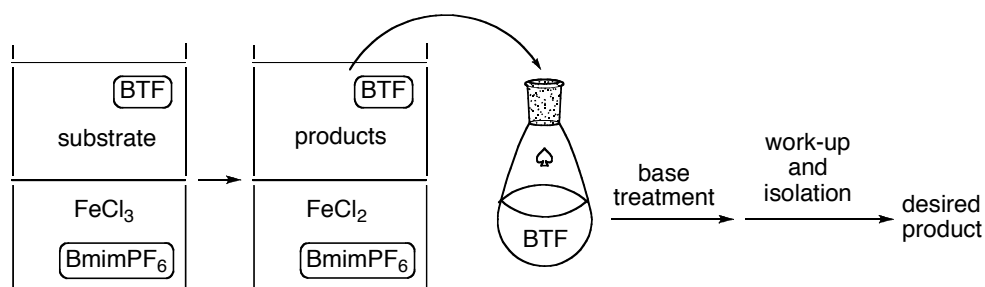 BTF
substrate
FeCl3
BmimPF6
BTF
products
FeCl2
BmimPF6
♤
BTF
base
treatment
work-up
and
isolation
desired
product